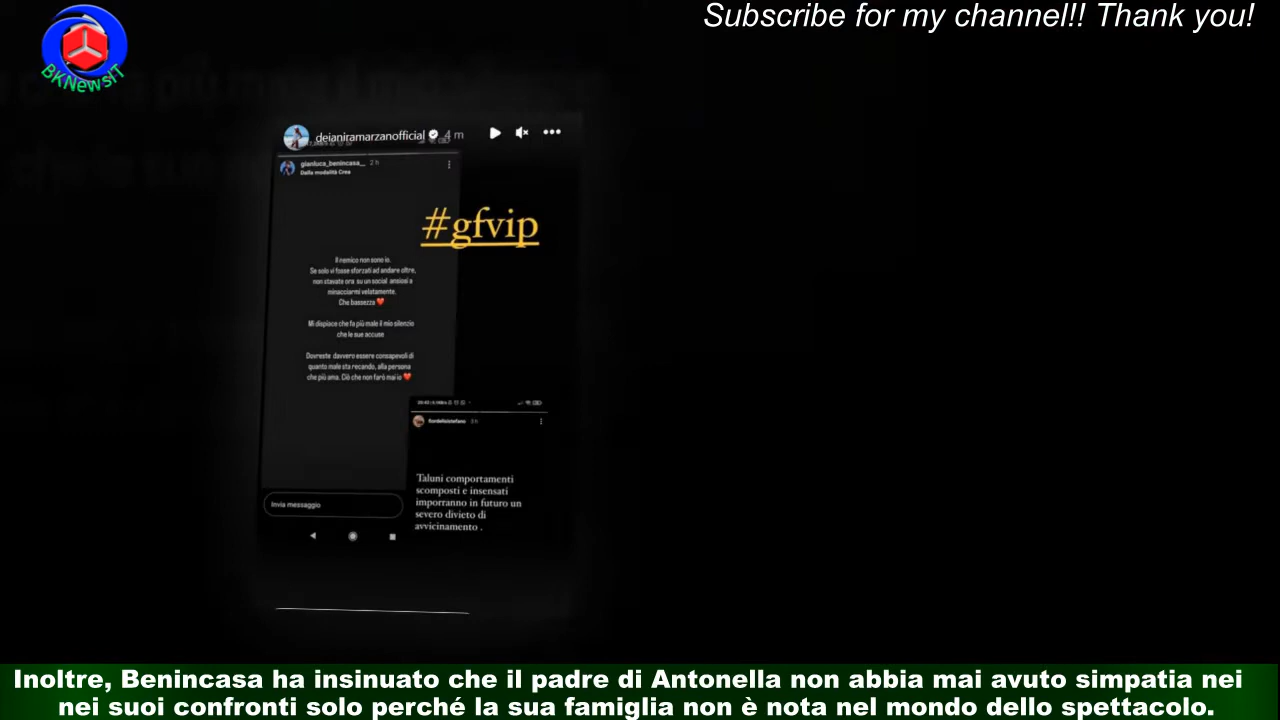 Subscribe for my channel!! Thank you!
BKNewsIT
deianiramarzanofficial 4 m
gianluca_benincasa__ 2 h
Dalla modalità Crea
#gfvip
Il nemico non sono io.
Se solo vi fosse sforzati ad andare oltre,
non stavate ora su un social ansiosi a
minacciarmi velatamente.
Che bassezza ❤️
Mi dispiace che fa più male il mio silenzio
che le sue accuse
Dovreste davvero essere consapevoli di
quanto male sta recando, alla persona
che più ama. Ciò che non farò mai io ❤️
fiordelisistefano
Taluni comportamenti
scomposti e insensati
imporranno in futuro un
severo divieto di
avvicinamento .
Invia messaggio
Inoltre, Benincasa ha insinuato che il padre di Antonella non abbia mai avuto simpatia nei
nei suoi confronti solo perché la sua famiglia non è nota nel mondo dello spettacolo.